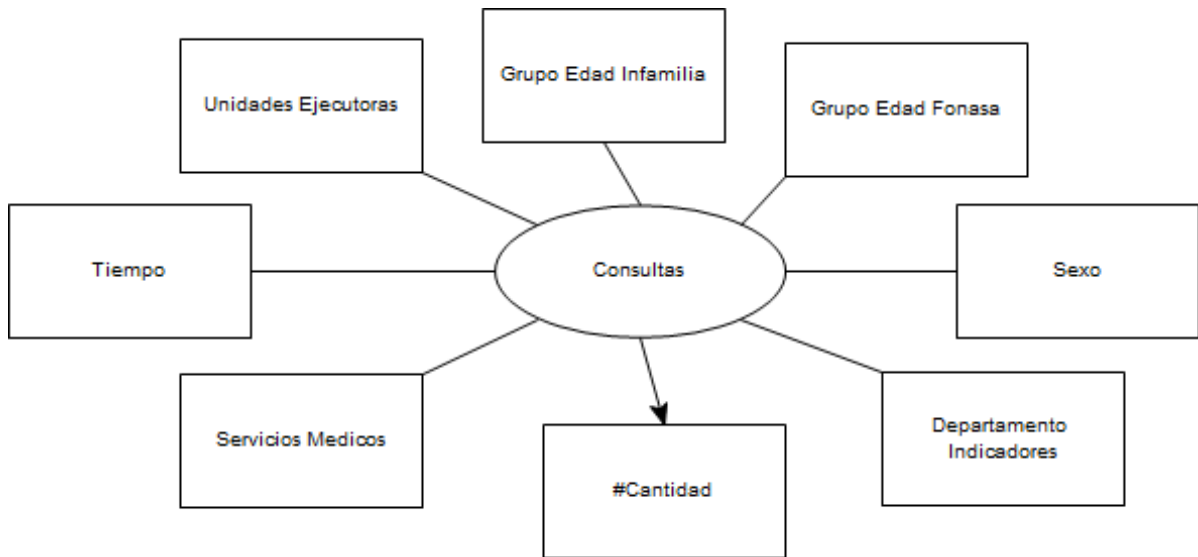 Grupo Edad Infamilia
Unidades Ejecutoras
Grupo Edad Fonasa
Tiempo
Consultas
Sexo
Servicios Medicos
Departamento
Indicadores
#Cantidad